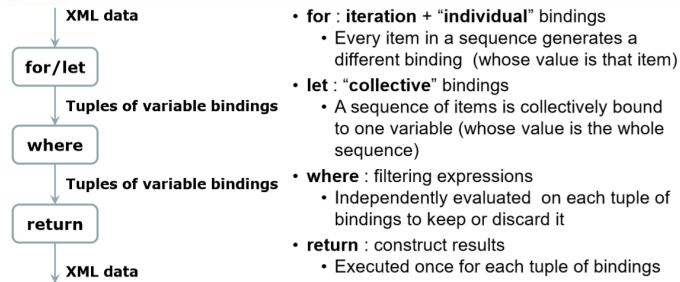 XML data
for/let
Tuples of variable bindings
where
Tuples of variable bindings
return
XML data
• for : iteration + “individual” bindings
• Every item in a sequence generates a
different binding (whose value is that item)
• let : “collective” bindings
• A sequence of items is collectively bound
to one variable (whose value is the whole
sequence)
• where : filtering expressions
• Independently evaluated on each tuple of
bindings to keep or discard it
• return : construct results
• Executed once for each tuple of bindings